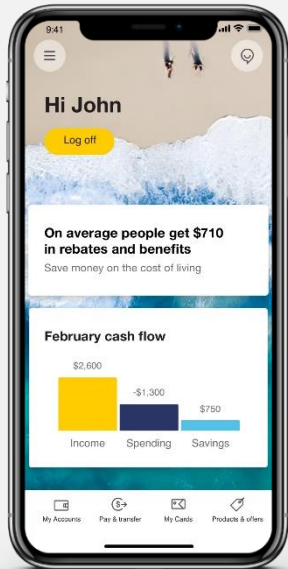 9:41
Hi John
Log off
On average people get $710
in rebates and benefits
Save money on the cost of living
February cash flow
$2,600
-$1,300
$750
Income Spending Savings
My Accounts Pay & transfer My Cards Products & offers